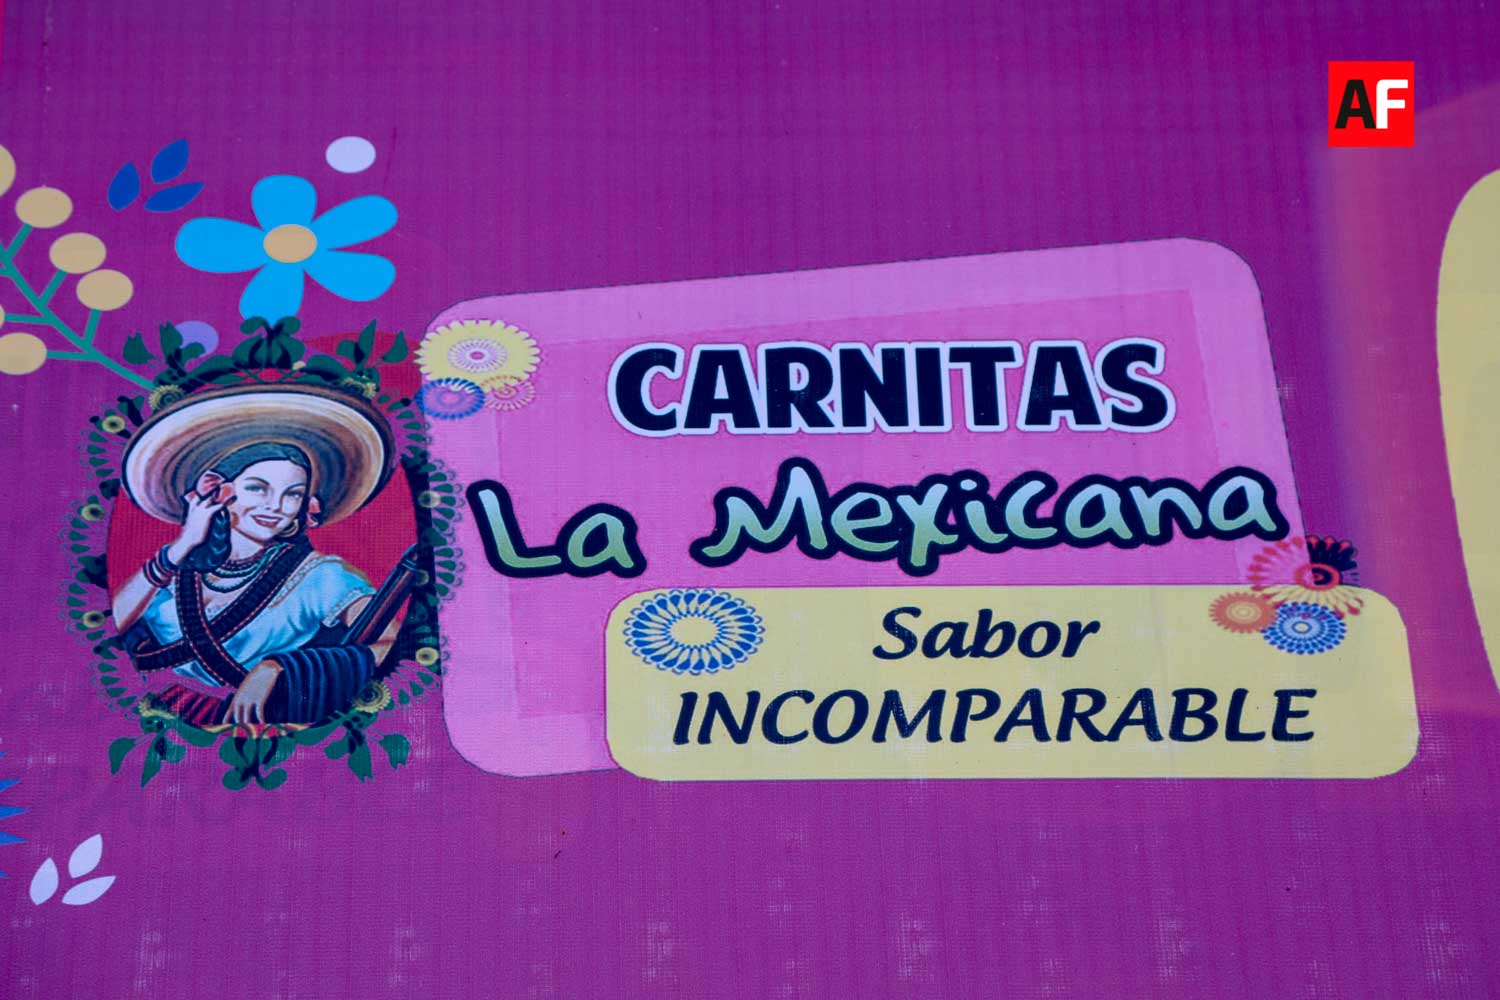 AF
CARNITAS
La Mexicana
Sabor
INCOMPARABLE